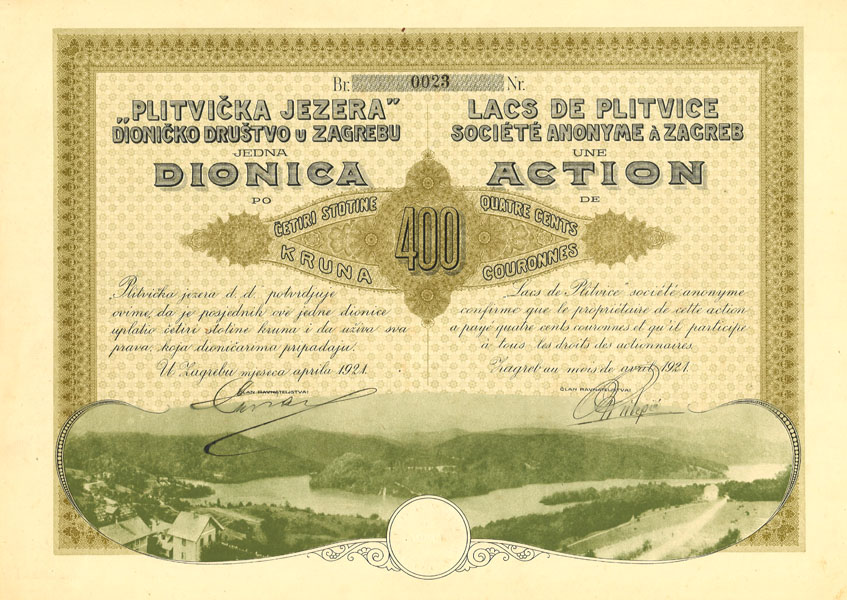 Br. 0023 Nr.
„PLITVIČKA JEZERA”
DIONIČKO DRUŠTVO U ZAGREBU
JEDNA
DIONICA
PO
ČETIRI STOTINE
KRUNA
400
LACS DE PLITVICE
SOCIÉTÉ ANONYME À ZAGREB
UNE
ACTION
DE
QUATRE CENTS
COURONNES
„Plitvička jezera d. d. potvrdjuje
ovime, da je posjednik ove jedne dionice
uplatio četiri stotine kruna i da uživa sva
prava, koja dioničarima pripadaju.
U Zagrebu mjeseca aprila 1921.
ČLAN RAVNATELJSTVA:
„Lacs de Plitvice” société anonyme
confirme que le propriétaire de cette action
a payé quatre cents couronnes et qu'il participe
à tous les droits des actionnaires.
Zagreb au mois de avril 1921.
ČLAN RAVNATELJSTVA: